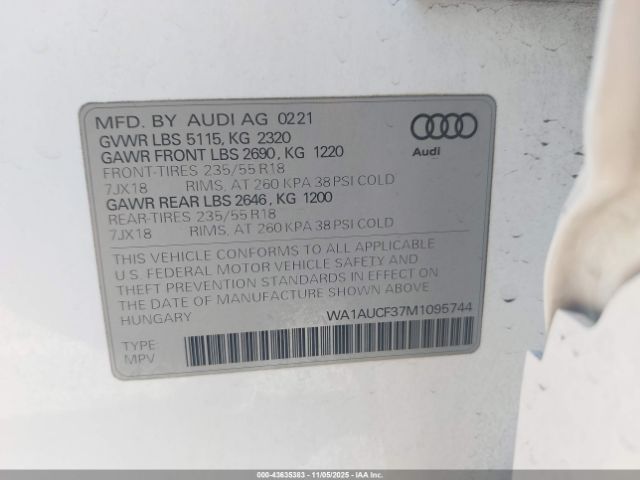 MFD. BY AUDI AG 0221
GVWR LBS 5115, KG 2320
GAWR FRONT LBS 2690, KG 1220
FRONT-TIRES 235/55 R18
7JX18 RIMS, AT 260 KPA 38 PSI COLD
GAWR REAR LBS 2646, KG 1200
REAR-TIRES 235/55 R18
7JX18 RIMS, AT 260 KPA 38 PSI COLD
Audi
THIS VEHICLE CONFORMS TO ALL APPLICABLE
U.S. FEDERAL MOTOR VEHICLE SAFETY AND
THEFT PREVENTION STANDARDS IN EFFECT ON
THE DATE OF MANUFACTURE SHOWN ABOVE
HUNGARY WA1AUCF37M1095744
TYPE
MPV
000-43635383 - 11/05/2025 - IAAI, Inc.